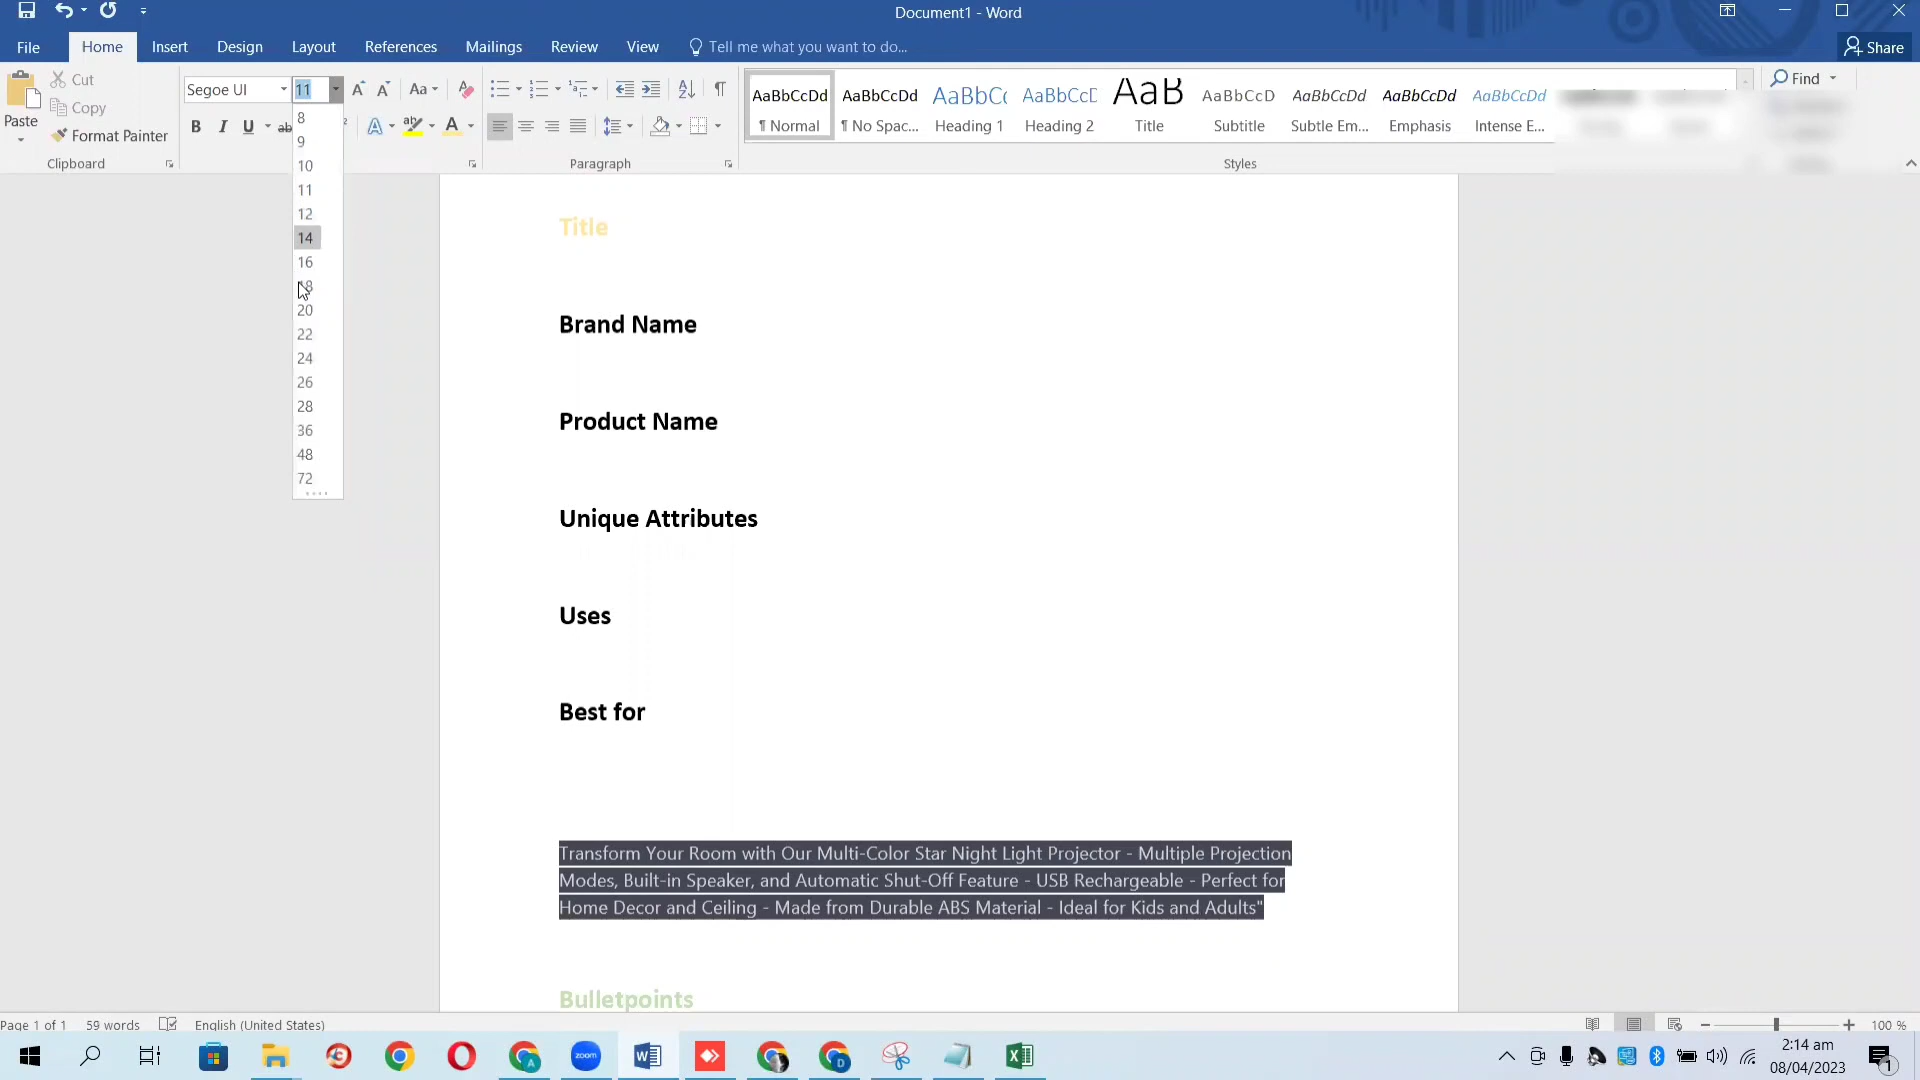 Document1 - Word
File
Home
Insert
Design
Layout
References
Mailings
Review
View
Tell me what you want to do...
Share
Paste
Cut
Copy
Format Painter
Clipboard
Segoe UI
11
Aa
B
I
U
A
A
Paragraph
AaBbCcDd
¶ Normal
AaBbCcDd
¶ No Spac...
AaBbC
Heading 1
AaBbCcD
Heading 2
AaB
Title
AaBbCcD
Subtitle
AaBbCcDd
Subtle Em...
AaBbCcDd
Emphasis
AaBbCcDd
Intense E...
Styles
Find
8
9
10
11
12
14
16
20
22
24
26
28
36
48
72
Title
Brand Name
Product Name
Unique Attributes
Uses
Best for
Transform Your Room with Our Multi-Color Star Night Light Projector - Multiple Projection
Modes, Built-in Speaker, and Automatic Shut-Off Feature - USB Rechargeable - Perfect for
Home Decor and Ceiling - Made from Durable ABS Material - Ideal for Kids and Adults"
Bulletpoints
Page 1 of 1
59 words
English (United States)
100 %
zoom
2:14 am
08/04/2023
1